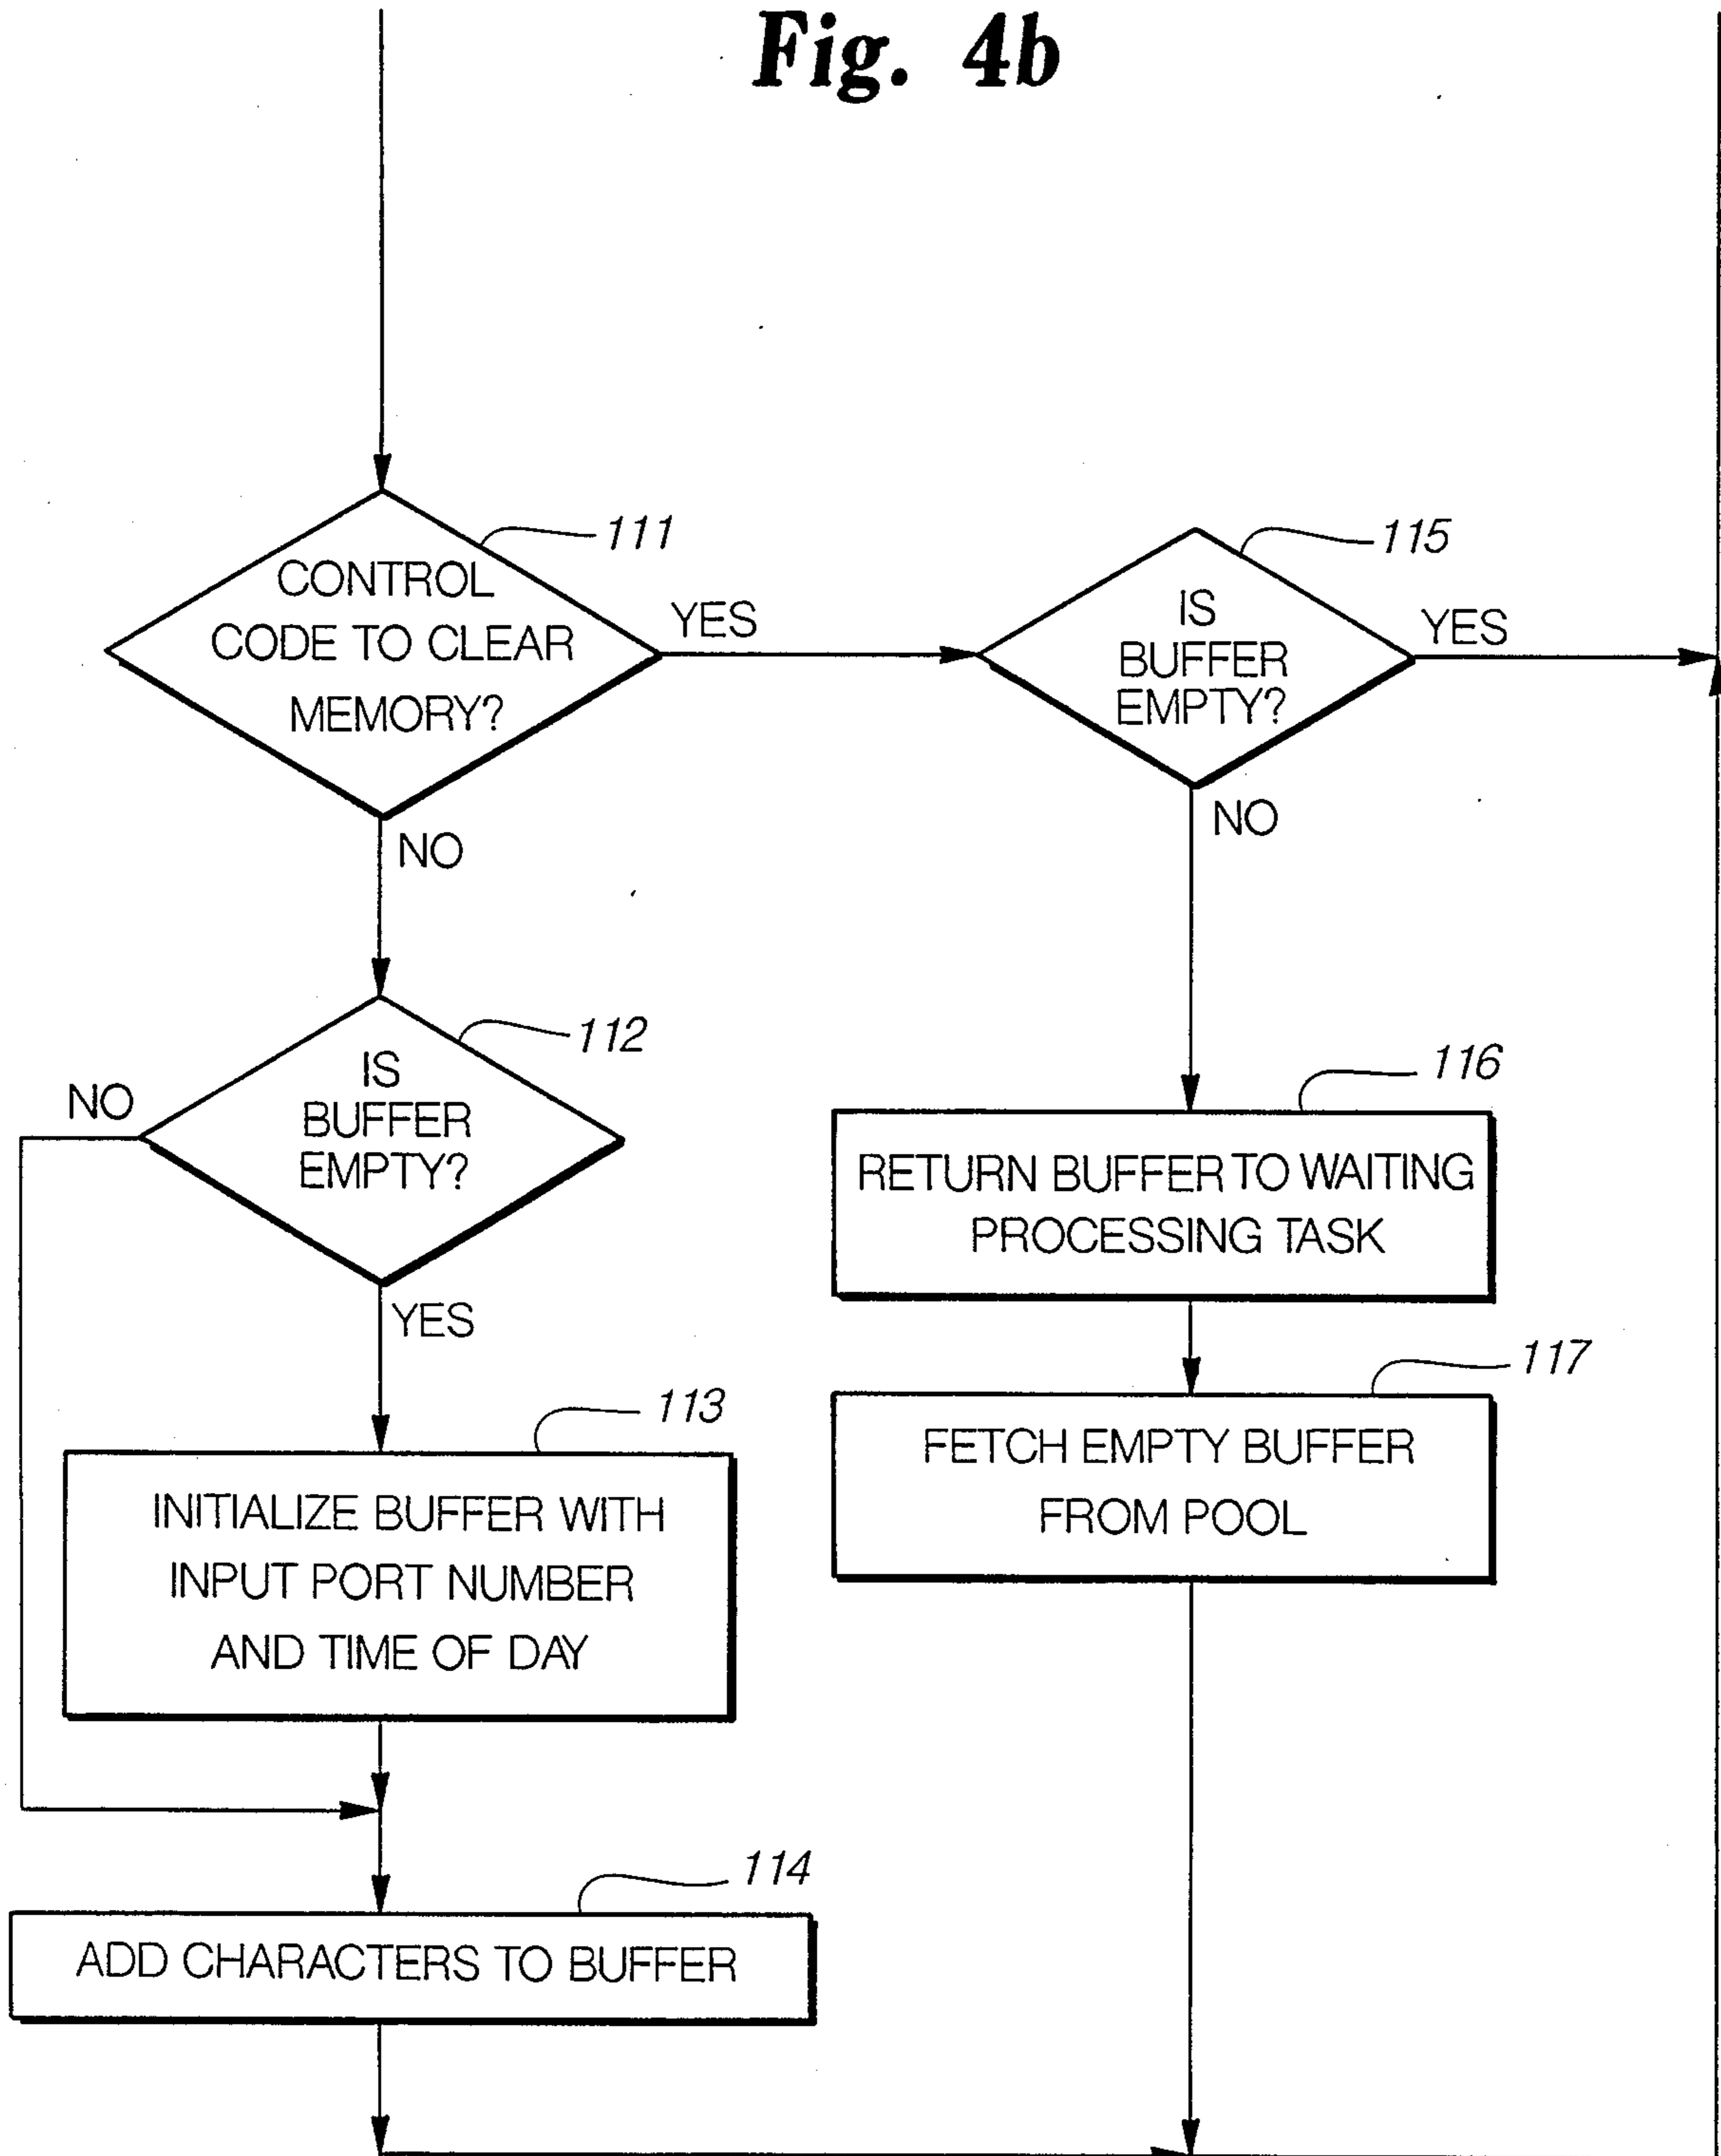 Fig. 4b
111
CONTROL
CODE TO CLEAR
MEMORY?
YES
NO
115
IS
BUFFER
EMPTY?
YES
NO
112
IS
BUFFER
EMPTY?
NO
YES
116
RETURN BUFFER TO WAITING
PROCESSING TASK
117
FETCH EMPTY BUFFER
FROM POOL
113
INITIALIZE BUFFER WITH
INPUT PORT NUMBER
AND TIME OF DAY
114
ADD CHARACTERS TO BUFFER